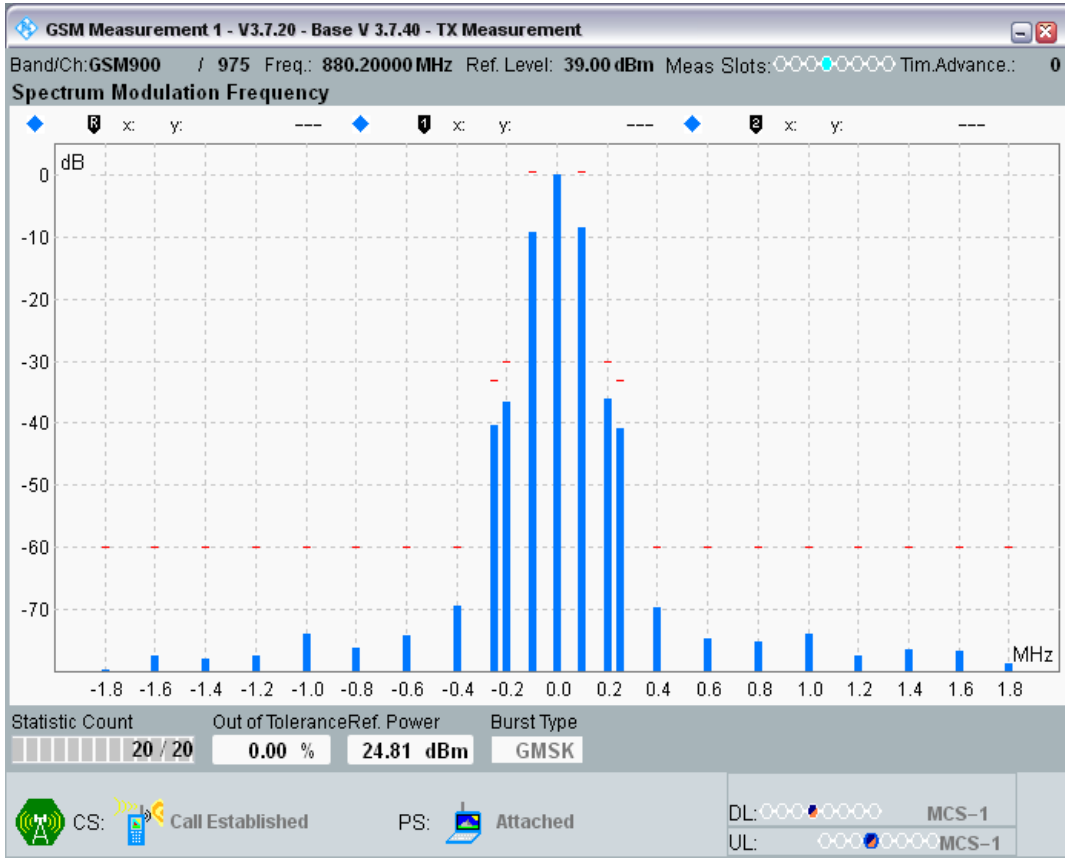 GSM Measurement 1 - V3.7.20 - Base V 3.7.40 - TX Measurement
Band/Ch:GSM900 / 975 Freq.: 880.20000 MHz Ref. Level: 39.00 dBm Meas Slots: Tim.Advance.: 0
Spectrum Modulation Frequency
R x: y: --- 1 x: y: --- 2 x: y: ---
dB
0
-10
-20
-30
-40
-50
-60
-70
MHz
-1.8 -1.6 -1.4 -1.2 -1.0 -0.8 -0.6 -0.4 -0.2 0.0 0.2 0.4 0.6 0.8 1.0 1.2 1.4 1.6 1.8
Statistic Count Out of Tolerance Ref. Power Burst Type
20 / 20 0.00 % 24.81 dBm GMSK
CS: Call Established PS: Attached
DL: MCS-1
UL: MCS-1